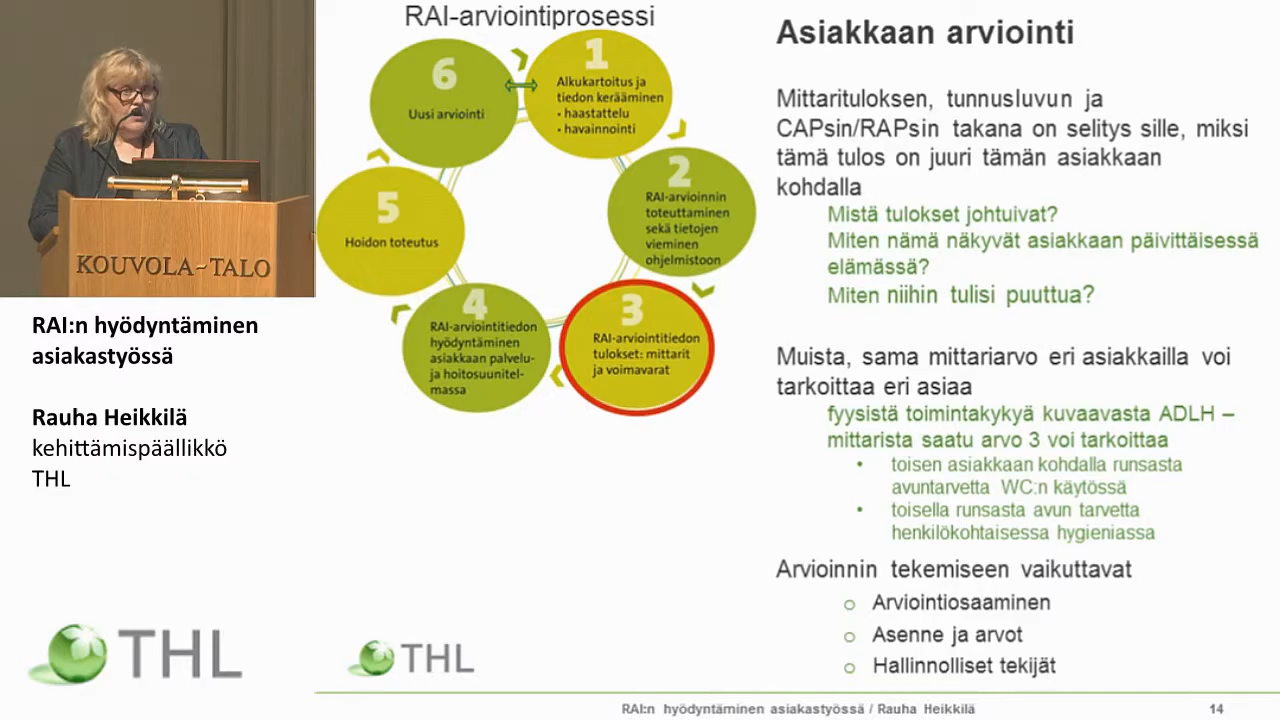 KOUVOLA-TALO
RAI:n hyödyntäminen
asiakastyössä
Rauha Heikkilä
kehittämispäällikkö
THL
THL
RAI-arviointiprosessi
1
Alkukartoitus ja
tiedon kerääminen
• haastattelu
• havainnointi
2
RAI-arvioinnin
toteuttaminen
sekä tietojen
vieminen
ohjelmistoon
3
RAI-arviointitiedon
tulokset: mittarit
ja voimavarat
4
RAI-arviointitiedon
hyödyntäminen
asiakkaan palvelu-
ja hoitosuunnitel-
massa
5
Hoidon toteutus
6
Uusi arviointi
THL
Asiakkaan arviointi
Mittarituloksen, tunnusluvun ja
CAPsin/RAPsin takana on selitys sille, miksi
tämä tulos on juuri tämän asiakkaan
kohdalla
Mistä tulokset johtuivat?
Miten nämä näkyvät asiakkaan päivittäisessä
elämässä?
Miten niihin tulisi puuttua?
Muista, sama mittariarvo eri asiakkailla voi
tarkoittaa eri asiaa
fyysistä toimintakykyä kuvaavasta ADLH –
mittarista saatu arvo 3 voi tarkoittaa
• toisen asiakkaan kohdalla runsasta
avuntarvetta WC:n käytössä
• toisella runsasta avun tarvetta
henkilökohtaisessa hygieniassa
Arvioinnin tekemiseen vaikuttavat
o Arviointiosaaminen
o Asenne ja arvot
o Hallinnolliset tekijät
RAI:n hyödyntäminen asiakastyössä / Rauha Heikkilä
14